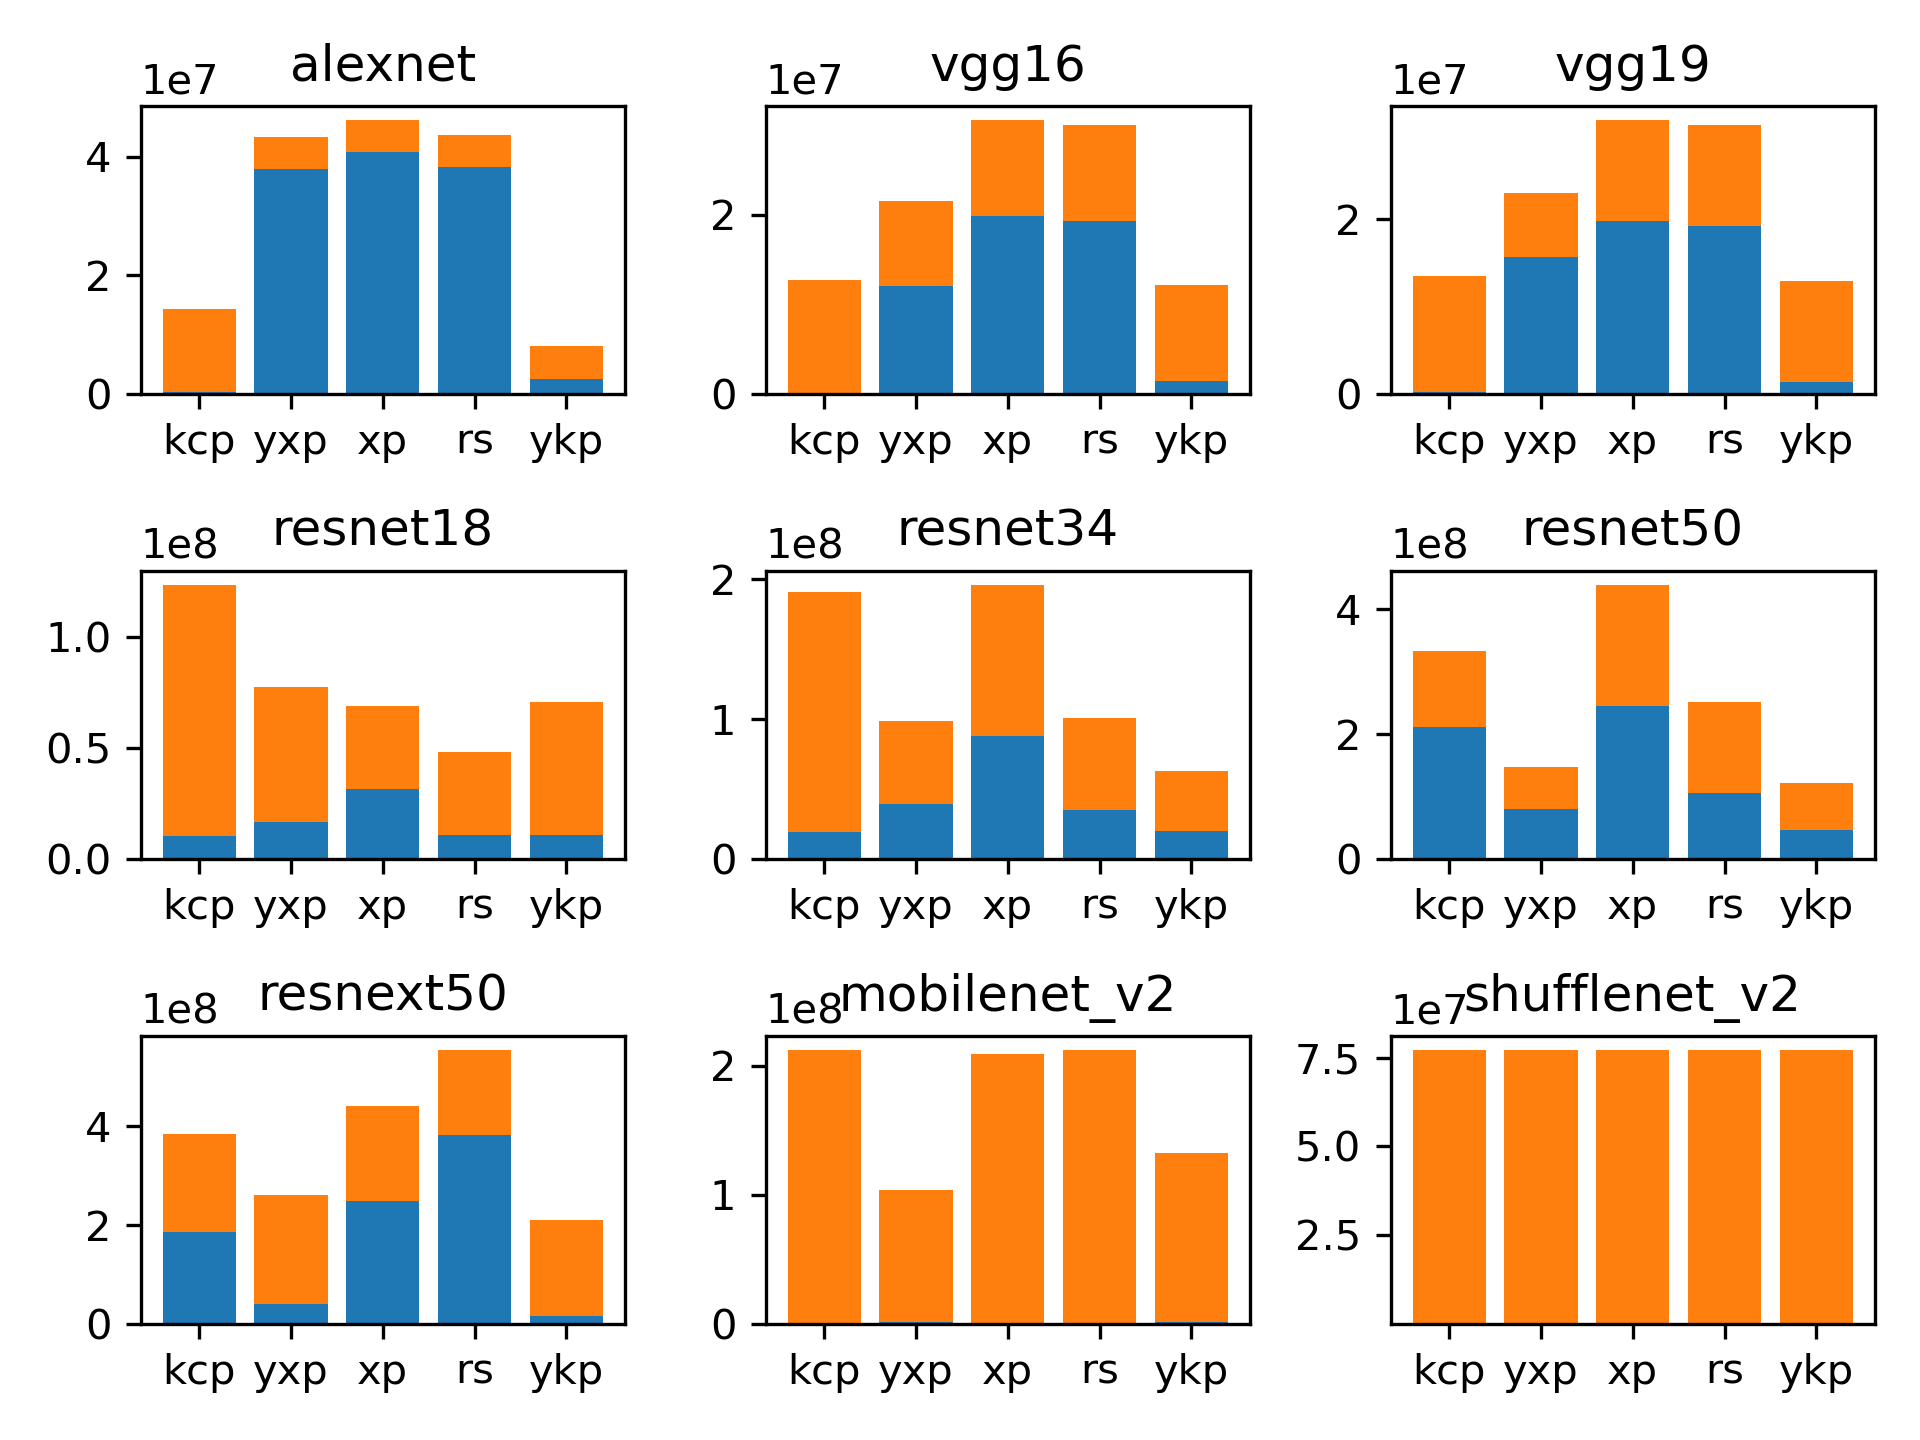 alexnet
1e7
4
2
0
kcp yxp xp rs ykp
vgg16
1e7
2
0
kcp yxp xp rs ykp
vgg19
1e7
2
0
kcp yxp xp rs ykp
resnet18
1e8
1.0
0.5
0.0
kcp yxp xp rs ykp
resnet34
1e8
2
1
0
kcp yxp xp rs ykp
resnet50
1e8
4
2
0
kcp yxp xp rs ykp
resnext50
1e8
4
2
0
kcp yxp xp rs ykp
mobilenet_v2
1e8
2
1
0
kcp yxp xp rs ykp
shufflenet_v2
1e7
7.5
5.0
2.5
kcp yxp xp rs ykp